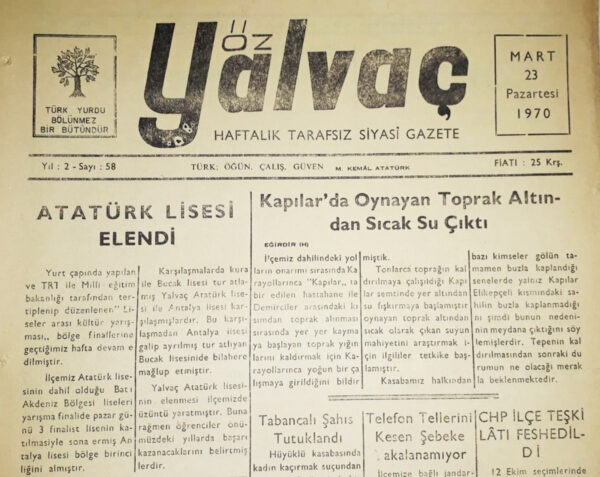 TÜRK YURDU
BÖLÜNMEZ
BİR BÜTÜNDÜR
ÖZ
Yalvaç
HAFTALIK TARAFSIZ SİYASİ GAZETE
MART
23
Pazartesi
1970
Yıl : 2 - Sayı : 58
TÜRK; ÖĞÜN, ÇALIŞ, GÜVEN
M. KEMÂL ATATÜRK
FİATI : 25 Krş.
ATATÜRK LİSESİ
ELENDİ
Yurt çapında yapılan
ve TRT ile Milli eğitim
bakanlığı tarafından ter-
tiplenip düzenlenen" Li-
seler arası kültür yarış-
ması,, bölge finallerine
geçtiğimiz hafta devam e
dilmiştir.
İlçemiz Atatürk lise-
sinin dahil olduğu Batı
Akdeniz Bölgesi liseleri
yarışma finalide pazar gü
nü 3 finalist lisenin ka-
tılmasiyle sona ermiş An
talya lisesi bölge birinci
liğini almıştır.
Karşılaşmalarda kura
ile Bucak lisesi tur atla-
mış Yalvaç Atatürk lise-
si ile Antalya lisesi kar-
şılaşmışlardır. Bu karşı-
laşmadan Antalya lisesi
galip ayrılmış tur atlıyan
Bucak lisesinide bilahere
mağlup etmiştir.
Yalvaç Atatürk lisesi-
nin elenmesi ilçemizde
üzüntü yaratmıştır. Buna
rağmen öğrenciler önü-
müzdeki yıllarda başarı
kazanacaklarını belirtmiş
lerdir.
Kapılar'da Oynayan Toprak Altın-
dan Sıcak Su Çıktı
EĞİRDİR (H)
İlçemiz dahilindeki yol
ların onarımı sırasında Ka
rayollarınca "Kapılar,, ta
bir edilen hattahane ile
Demirciler arasındaki kı
sımdan toprak alınması
sırasında yer yer kayma
ya başlayan toprak yığın
larını kaldırmak için Ka-
rayollarınca yoğun bir ça
lışmaya girildiğini bildir
miştik.
Tonlarca toprağın kal
dırılmaya çalışıldığı Kapı
lar semtinde yer altından
su fışkırmaya başlamıştır
oynayan toprak altından
sıcak olarak çıkan suyun
mahiyetini araştırmak i-
çin ilgililer tetkike baş-
lamıştır.
Kasabamız halkından
bazı kimseler gölün ta-
mamen buzla kaplandığı
senelerde yalnız Kapılar
Elikepçeli kısmındaki sa-
hilin buzla kaplanmadığı
nı şimdi bunun nedeni-
nin meydana çıktığını söy
lemişlerdir. Tepenin kal
dırılmasından sonraki du
rumun ne olacağı merak
la beklenmektedir.
Tabancalı Şahıs
Tutuklandı
Hüyüklü kasabasında
kadın kaçırmak suçundan
Telefon Tellerini
Kesen Şebeke
akalanamıyor
İlçemize bağlı jandar-
CHP İLÇE TEŞKİ
LÂTI FESHEDİL-
Dİ
12 Ekim seçimlerinde